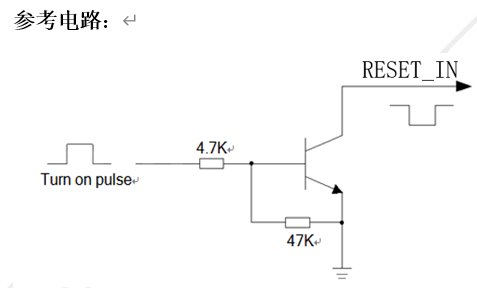 参考电路：
RESET_IN
4.7K
Turn on pulse
47K